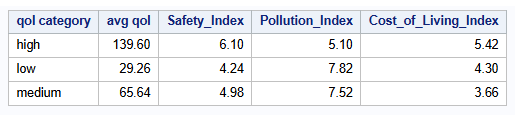 qol category avg qol Safety_Index Pollution_Index Cost_of_Living_Index
high 139.60 6.10 5.10 5.42
low 29.26 4.24 7.82 4.30
medium 65.64 4.98 7.52 3.66